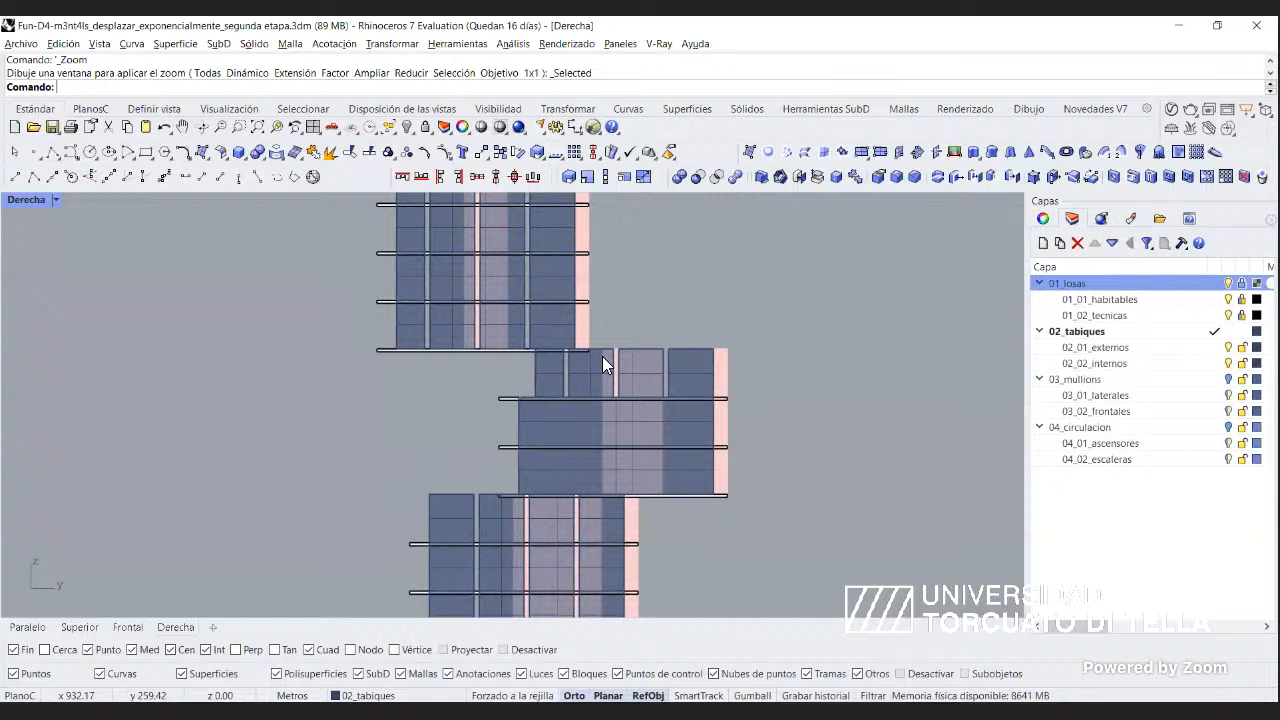 Fun-D4-m3nt4ls_desplazar_exponencialmente_segunda etapa.3dm (89 MB) - Rhinoceros 7 Evaluation (Quedan 16 días) - [Derecha]
Archivo Edición Vista Curva Superficie SubD Sólido Malla Acotación Transformar Herramientas Análisis Renderizado Paneles V-Ray Ayuda
Comando: '_Zoom
Dibuje una ventana para aplicar el zoom ( Todas Dinámico Extensión Factor Ampliar Reducir Selección Objetivo 1x1 ): _Selected
Comando:
Estándar PlanosC Definir vista Visualización Seleccionar Disposición de las vistas Visibilidad Transformar Curvas Superficies Sólidos Herramientas SubD Mallas Renderizado Dibujo Novedades V7
Derecha
Capas
Capa M
01_losas
01_01_habitables
01_02_tecnicas
02_tabiques
02_01_externos
02_02_internos
03_mullions
03_01_laterales
03_02_frontales
04_circulacion
04_01_ascensores
04_02_escaleras
z
y
UNIVERSIDAD
TORCUATO DI TELLA
Powered by Zoom
Paralelo Superior Frontal Derecha
Fin Cerca Punto Med Cen Int Perp Tan Cuad Nodo Vértice Proyectar Desactivar
Puntos Curvas Superficies Polisuperficies SubD Mallas Anotaciones Luces Bloques Puntos de control Nubes de puntos Tramas Otros Desactivar Subobjetos
PlanoC x 932.17 y 259.42 z 0.00 Metros 02_tabiques Forzado a la rejilla Orto Planar RefObj SmartTrack Gumball Grabar historial Filtrar Memoria física disponible: 8641 MB